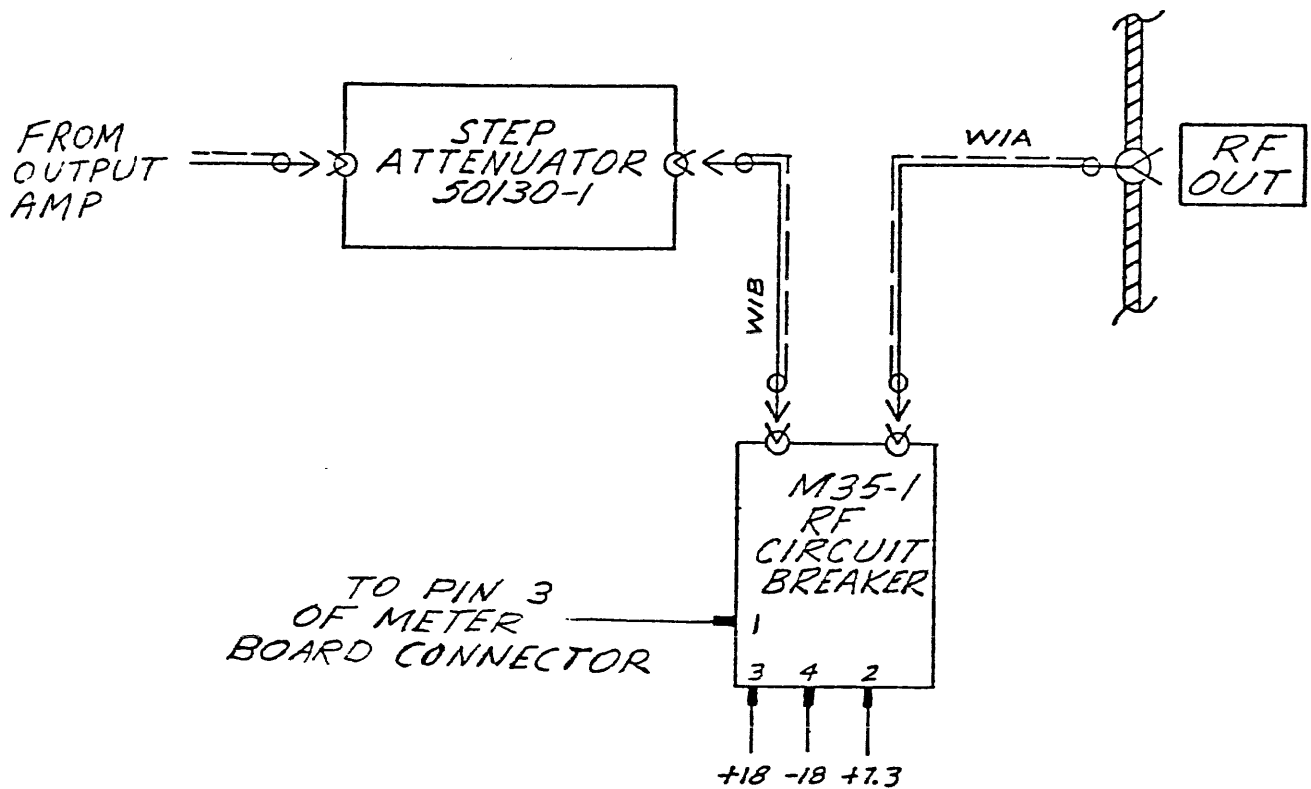 FROM
OUTPUT
AMP
STEP
ATTENUATOR
50130-1
W1A
RF
OUT
W1B
M35-1
RF
CIRCUIT
BREAKER
TO PIN 3
OF METER
BOARD CONNECTOR
1
3 4 2
+18 -18 +7.3